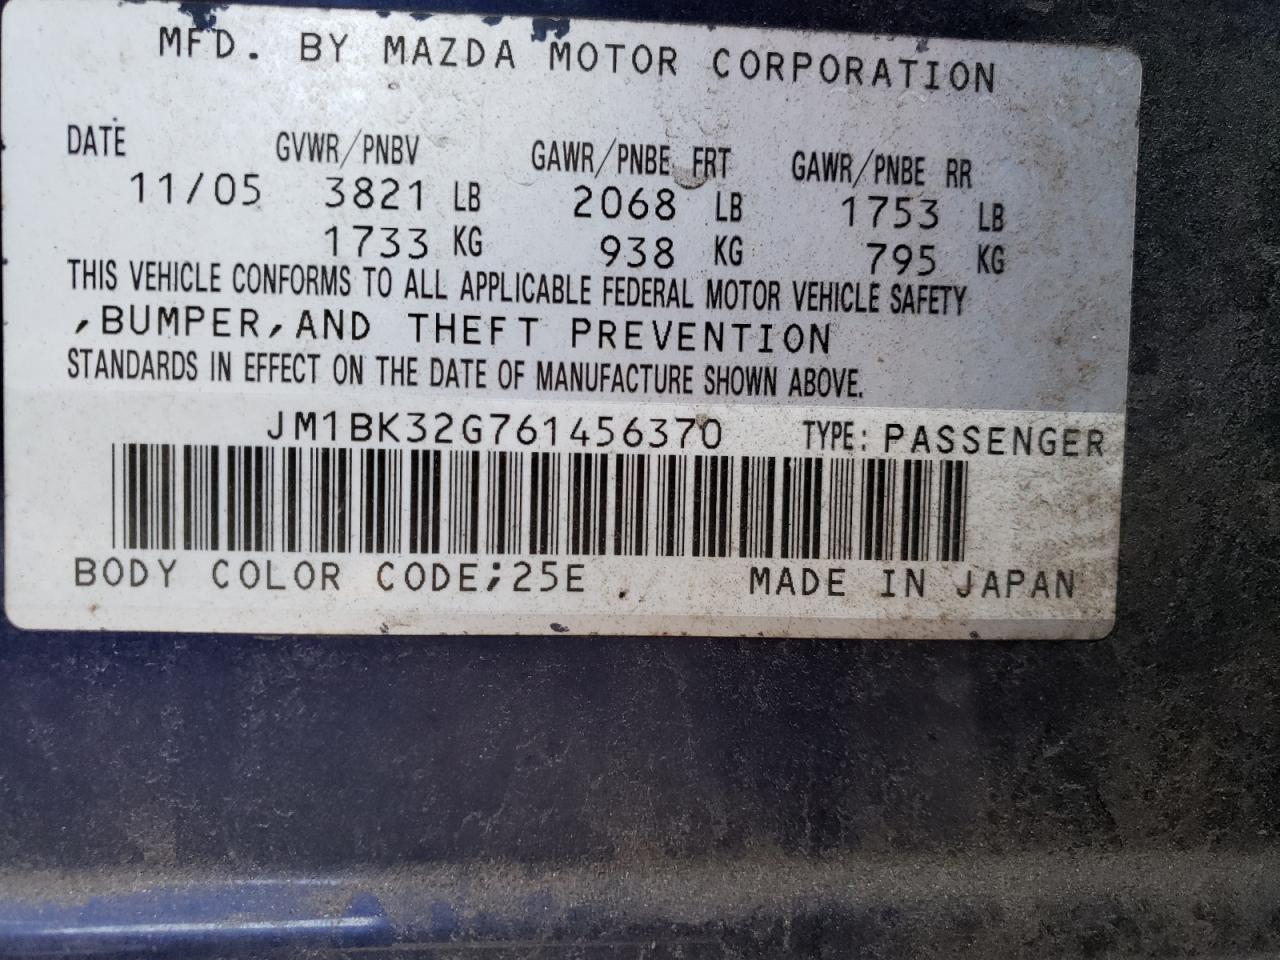 MFD. BY MAZDA MOTOR CORPORATION
DATE GVWR/PNBV GAWR/PNBE FRT GAWR/PNBE RR
11/05 3821 LB 2068 LB 1753 LB
1733 KG 938 KG 795 KG
THIS VEHICLE CONFORMS TO ALL APPLICABLE FEDERAL MOTOR VEHICLE SAFETY
,BUMPER,AND THEFT PREVENTION
STANDARDS IN EFFECT ON THE DATE OF MANUFACTURE SHOWN ABOVE.
JM1BK32G761456370 TYPE: PASSENGER
BODY COLOR CODE;25E MADE IN JAPAN